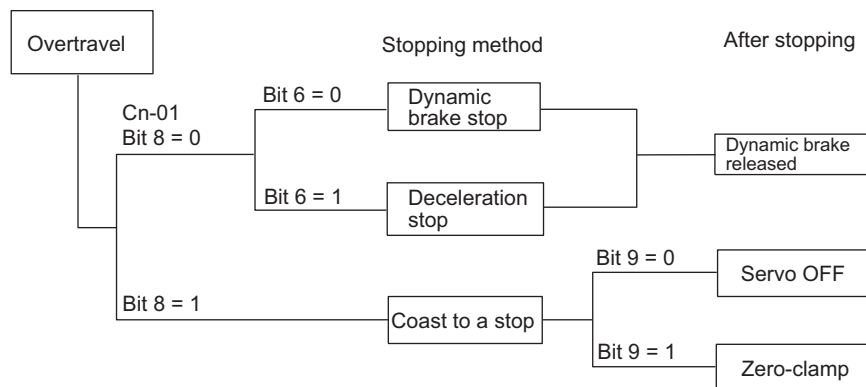 Overtravel
Stopping method
After stopping
Cn-01
Bit 8 = 0
Bit 6 = 0
Dynamic
brake stop
Dynamic brake
released
Bit 6 = 1
Deceleration
stop
Bit 8 = 1
Coast to a stop
Bit 9 = 0
Servo OFF
Bit 9 = 1
Zero-clamp